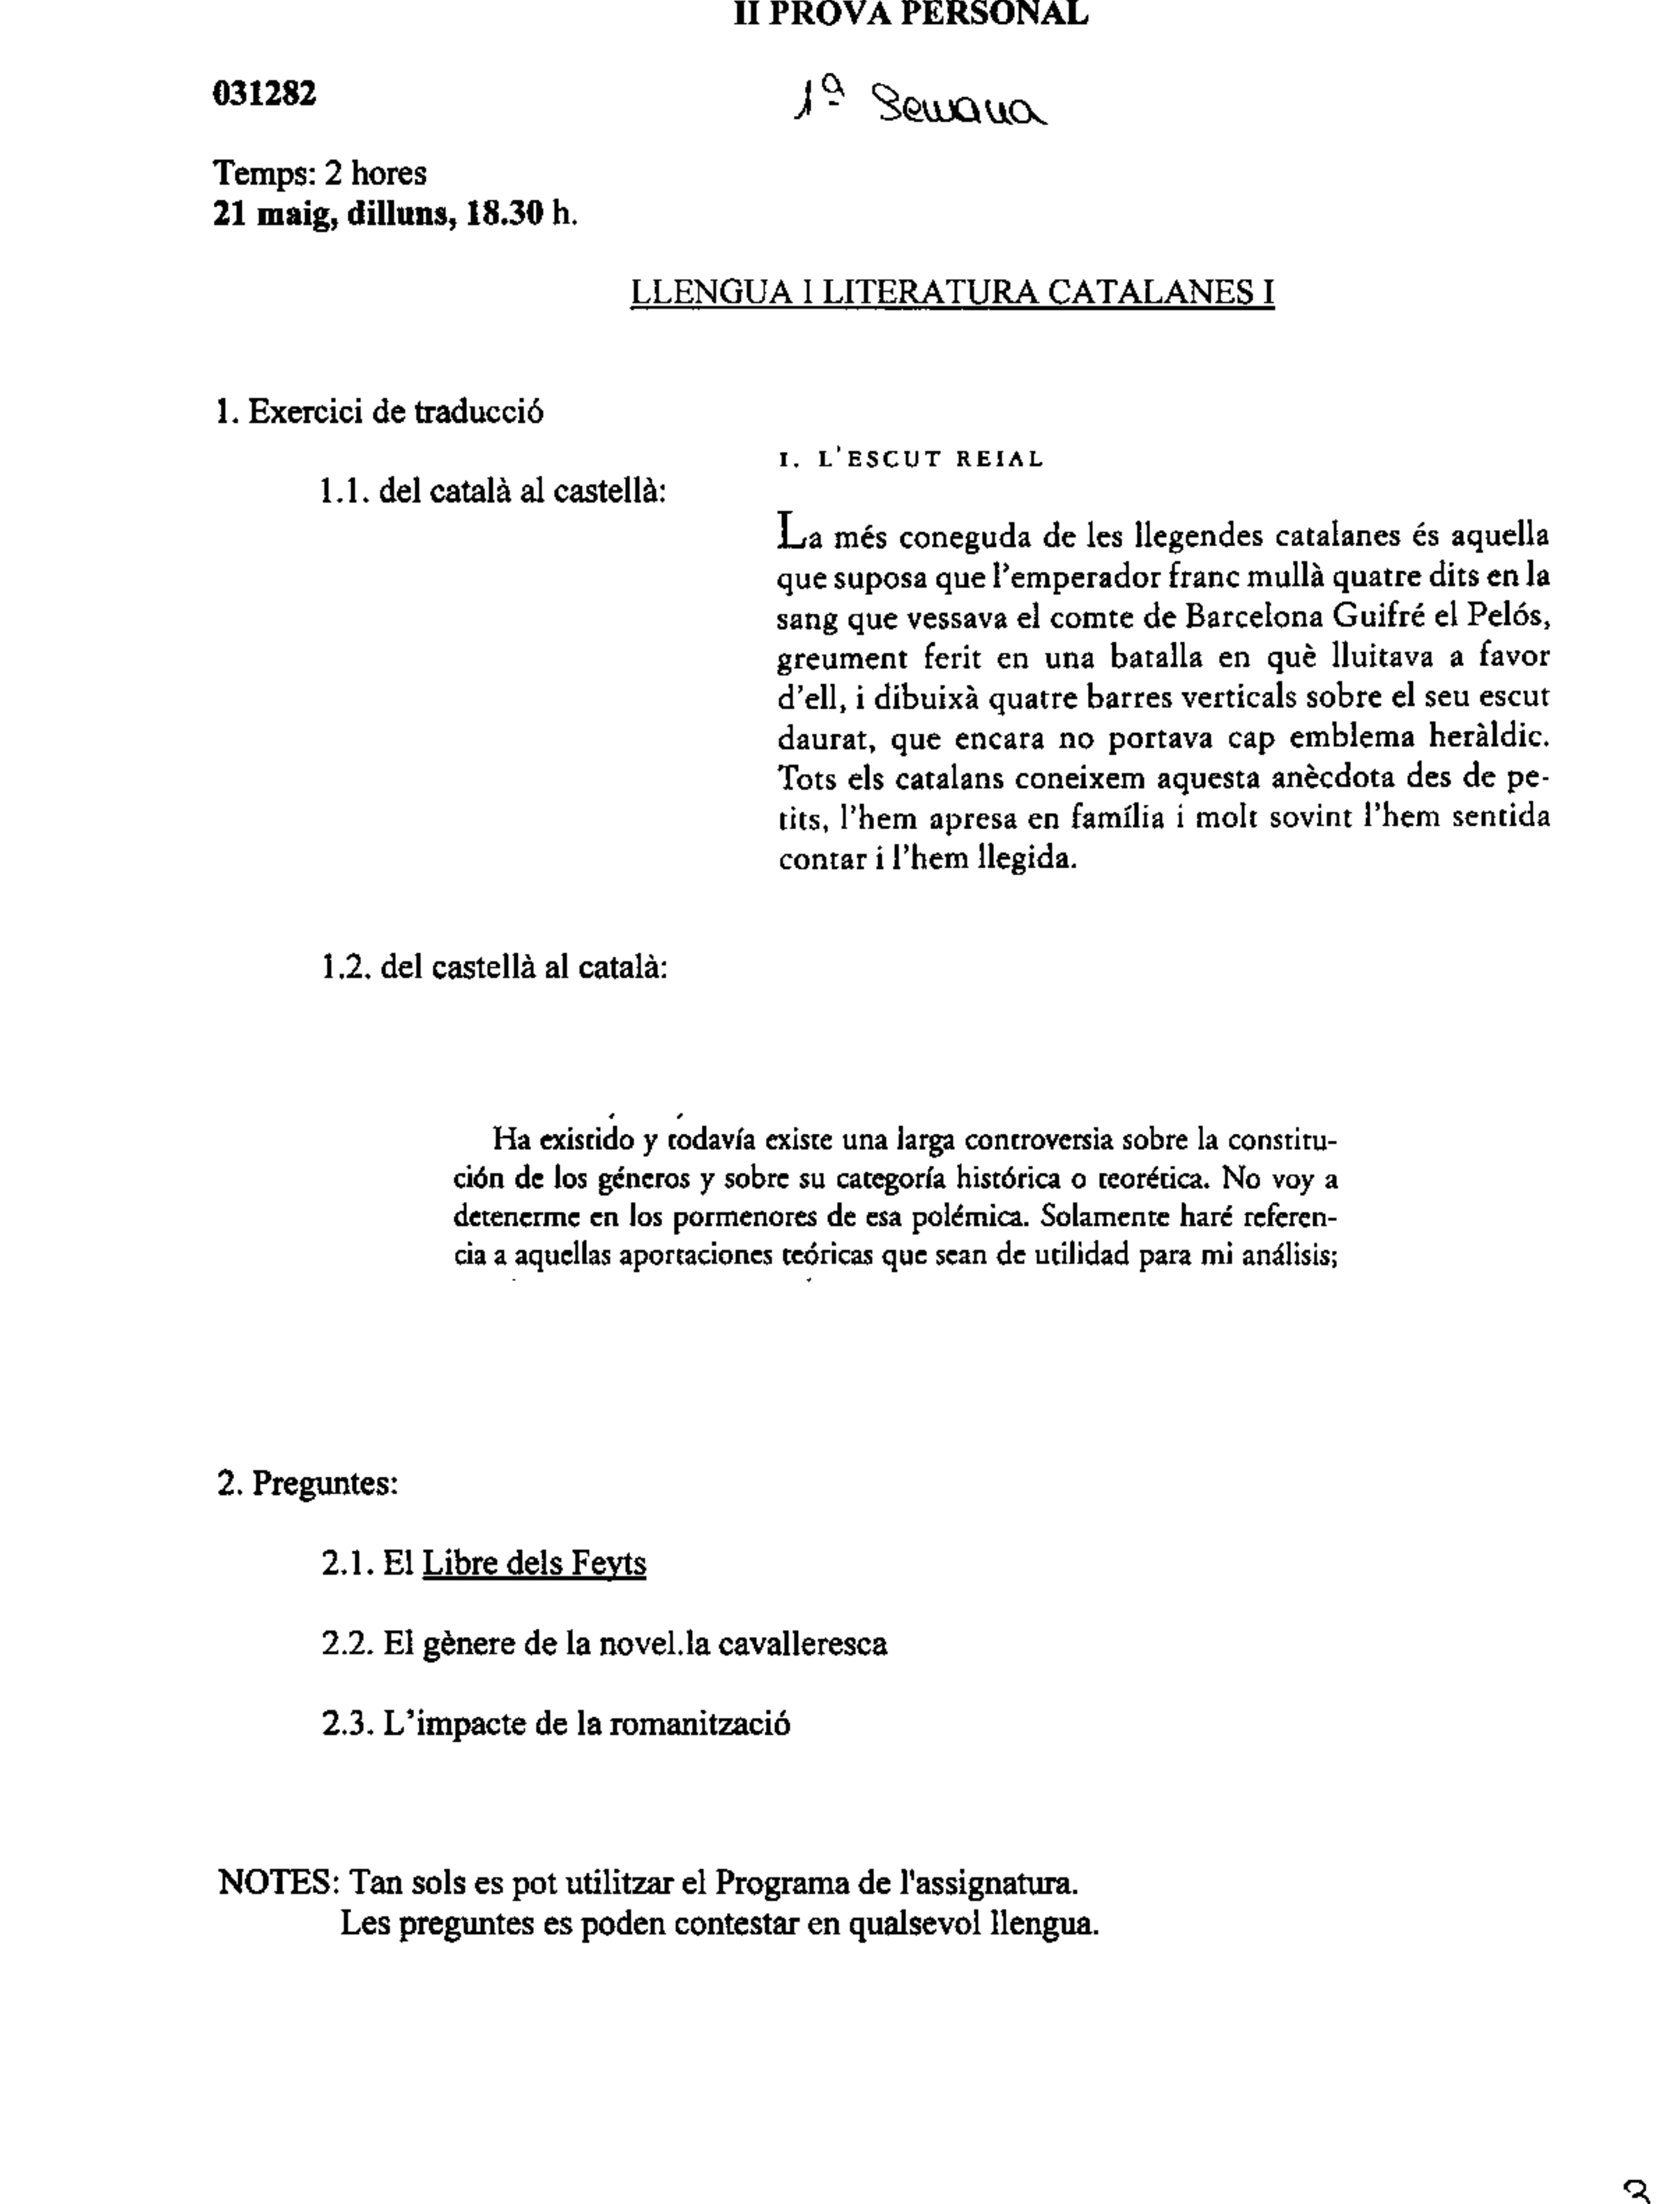 II PROVA PERSONAL
031282
1ª Semana
Temps: 2 hores
21 maig, dilluns, 18.30 h.
LLENGUA I LITERATURA CATALANES I
1. Exercici de traducció
I. L'ESCUT REIAL
1.1. del català al castellà:
La més coneguda de les llegendes catalanes és aquella
que suposa que l'emperador franc mullà quatre dits en la
sang que vessava el comte de Barcelona Guifré el Pelós,
greument ferit en una batalla en què lluitava a favor
d'ell, i dibuixà quatre barres verticals sobre el seu escut
daurat, que encara no portava cap emblema heràldic.
Tots els catalans coneixem aquesta anècdota des de pe-
tits, l'hem apresa en família i molt sovint l'hem sentida
contar i l'hem llegida.
1.2. del castellà al català:
Ha existido y todavía existe una larga controversia sobre la constitu-
ción de los géneros y sobre su categoría histórica o teorética. No voy a
detenerme en los pormenores de esa polémica. Solamente haré referen-
cia a aquellas aportaciones teóricas que sean de utilidad para mi análisis;
2. Preguntes:
2.1. El Libre dels Feyts
2.2. El gènere de la novel.la cavalleresca
2.3. L'impacte de la romanització
NOTES: Tan sols es pot utilitzar el Programa de l'assignatura.
Les preguntes es poden contestar en qualsevol llengua.